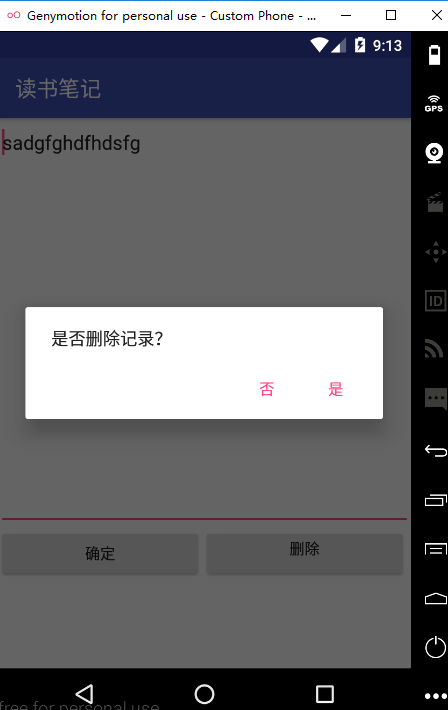 Genymotion for personal use - Custom Phone - ...
9:13
读书笔记
GPS
sadgfghdfhdsfg
ID
是否删除记录?
否 是
确定 删除
free for personal use